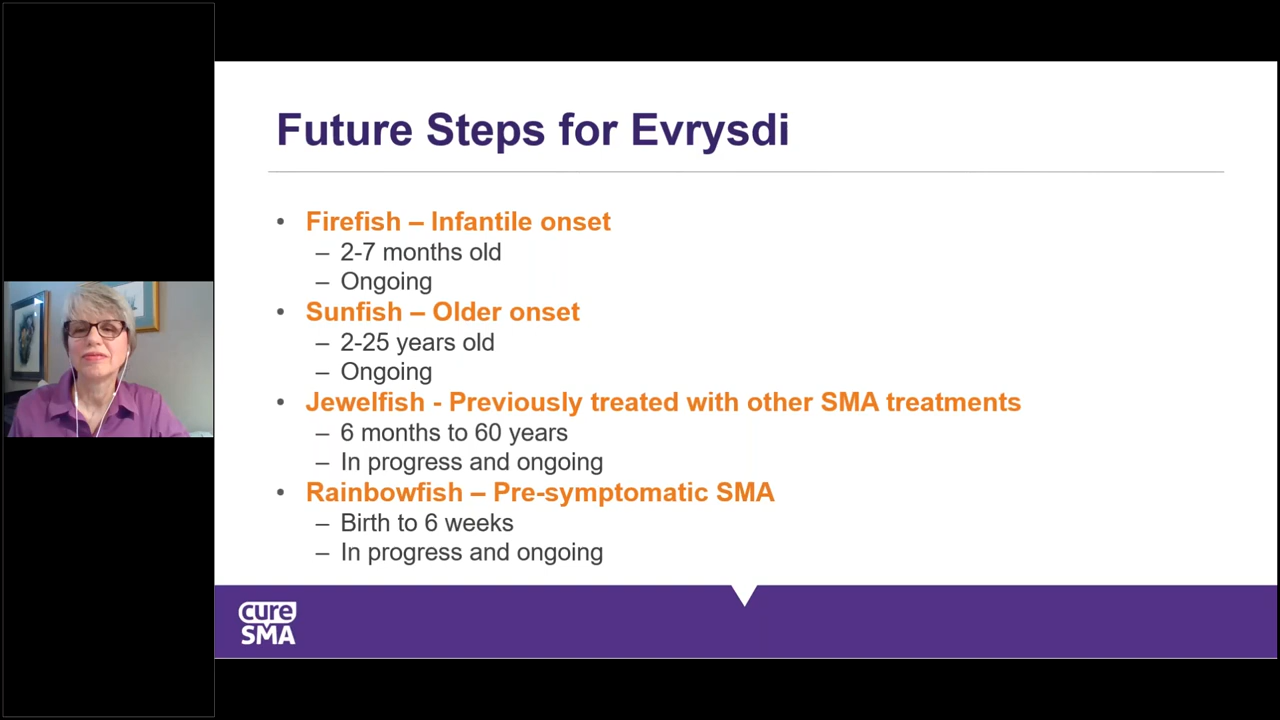 Future Steps for Evrysdi
• Firefish – Infantile onset
– 2-7 months old
– Ongoing
• Sunfish – Older onset
– 2-25 years old
– Ongoing
• Jewelfish - Previously treated with other SMA treatments
– 6 months to 60 years
– In progress and ongoing
• Rainbowfish – Pre-symptomatic SMA
– Birth to 6 weeks
– In progress and ongoing
cure
SMA